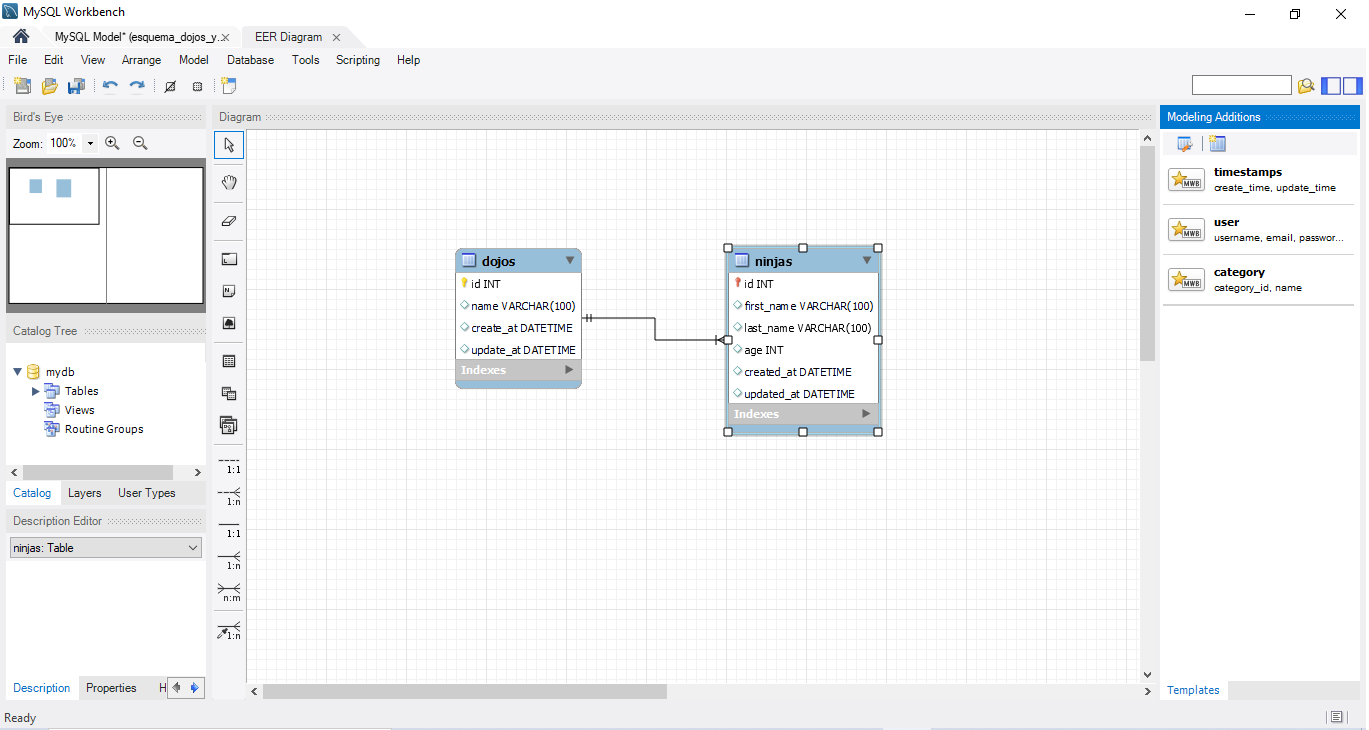 MySQL Workbench
MySQL Model* (esquema_dojos_y...
EER Diagram
File Edit View Arrange Model Database Tools Scripting Help
Bird's Eye
Zoom: 100%
Catalog Tree
mydb
Tables
Views
Routine Groups
Catalog Layers User Types
Description Editor
ninjas: Table
Description Properties H
Diagram
1:1
1:n
1:1
1:n
n:m
1:n
dojos
id INT
name VARCHAR(100)
create_at DATETIME
update_at DATETIME
Indexes
ninjas
id INT
first_name VARCHAR(100)
last_name VARCHAR(100)
age INT
created_at DATETIME
updated_at DATETIME
Indexes
Modeling Additions
MWB
timestamps
create_time, update_time
MWB
user
username, email, passwor...
MWB
category
category_id, name
Templates
Ready